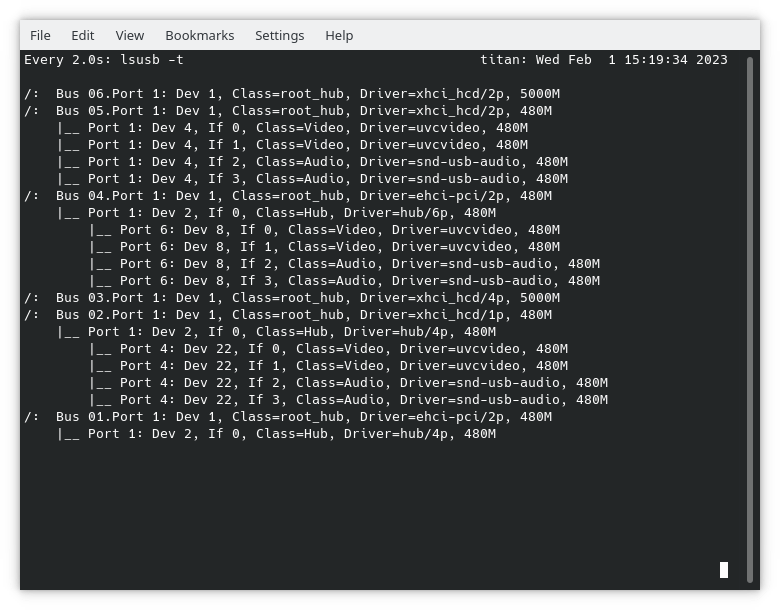 File Edit View Bookmarks Settings Help
Every 2.0s: lsusb -t titan: Wed Feb  1 15:19:34 2023
/:  Bus 06.Port 1: Dev 1, Class=root_hub, Driver=xhci_hcd/2p, 5000M
/:  Bus 05.Port 1: Dev 1, Class=root_hub, Driver=xhci_hcd/2p, 480M
    |__ Port 1: Dev 4, If 0, Class=Video, Driver=uvcvideo, 480M
    |__ Port 1: Dev 4, If 1, Class=Video, Driver=uvcvideo, 480M
    |__ Port 1: Dev 4, If 2, Class=Audio, Driver=snd-usb-audio, 480M
    |__ Port 1: Dev 4, If 3, Class=Audio, Driver=snd-usb-audio, 480M
/:  Bus 04.Port 1: Dev 1, Class=root_hub, Driver=ehci-pci/2p, 480M
    |__ Port 1: Dev 2, If 0, Class=Hub, Driver=hub/6p, 480M
        |__ Port 6: Dev 8, If 0, Class=Video, Driver=uvcvideo, 480M
        |__ Port 6: Dev 8, If 1, Class=Video, Driver=uvcvideo, 480M
        |__ Port 6: Dev 8, If 2, Class=Audio, Driver=snd-usb-audio, 480M
        |__ Port 6: Dev 8, If 3, Class=Audio, Driver=snd-usb-audio, 480M
/:  Bus 03.Port 1: Dev 1, Class=root_hub, Driver=xhci_hcd/4p, 5000M
/:  Bus 02.Port 1: Dev 1, Class=root_hub, Driver=xhci_hcd/1p, 480M
    |__ Port 1: Dev 2, If 0, Class=Hub, Driver=hub/4p, 480M
        |__ Port 4: Dev 22, If 0, Class=Video, Driver=uvcvideo, 480M
        |__ Port 4: Dev 22, If 1, Class=Video, Driver=uvcvideo, 480M
        |__ Port 4: Dev 22, If 2, Class=Audio, Driver=snd-usb-audio, 480M
        |__ Port 4: Dev 22, If 3, Class=Audio, Driver=snd-usb-audio, 480M
/:  Bus 01.Port 1: Dev 1, Class=root_hub, Driver=ehci-pci/2p, 480M
    |__ Port 1: Dev 2, If 0, Class=Hub, Driver=hub/4p, 480M